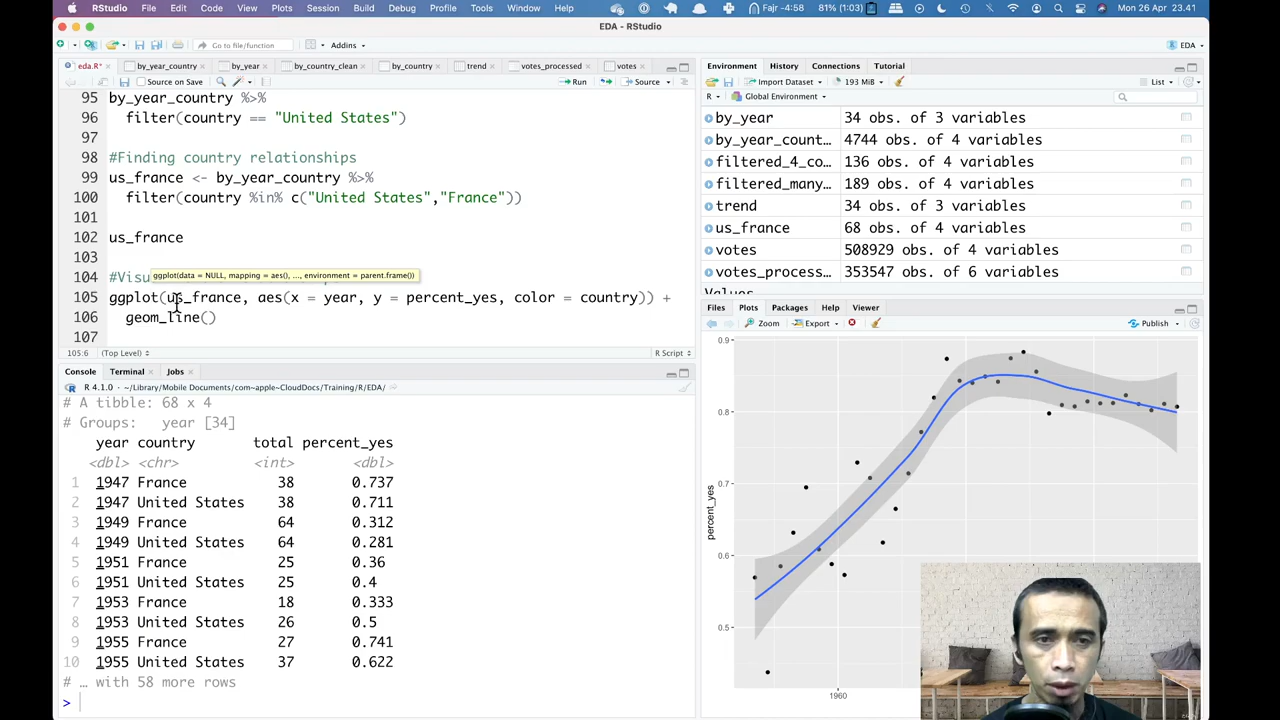 RStudio File Edit Code View Plots Session Build Debug Profile Tools Window Help Fajr -4:58 81% (1:03) Mon 26 Apr 23.41
EDA - RStudio
Go to file/function Addins EDA
eda.R* by_year_country by_year by_country_clean by_country trend votes_processed votes
Source on Save Run Source
95 by_year_country %>%
96 filter(country == "United States")
97
98 #Finding country relationships
99 us_france <- by_year_country %>%
100 filter(country %in% c("United States","France"))
101
102 us_france
103
104 #Visu
ggplot(data = NULL, mapping = aes(), ..., environment = parent.frame())
105 ggplot(us_france, aes(x = year, y = percent_yes, color = country)) +
106 geom_line()
107
105:6 (Top Level) R Script
Console Terminal Jobs
R 4.1.0 · ~/Library/Mobile Documents/com~apple~CloudDocs/Training/R/EDA/
# A tibble: 68 x 4
# Groups: year [34]
year country total percent_yes
<dbl> <chr> <int> <dbl>
1 1947 France 38 0.737
2 1947 United States 38 0.711
3 1949 France 64 0.312
4 1949 United States 64 0.281
5 1951 France 25 0.36
6 1951 United States 25 0.4
7 1953 France 18 0.333
8 1953 United States 26 0.5
9 1955 France 27 0.741
10 1955 United States 37 0.622
# … with 58 more rows
>
Environment History Connections Tutorial
Import Dataset 193 MiB List
R Global Environment
by_year 34 obs. of 3 variables
by_year_count… 4744 obs. of 4 variables
filtered_4_co… 136 obs. of 4 variables
filtered_many… 189 obs. of 4 variables
trend 34 obs. of 3 variables
us_france 68 obs. of 4 variables
votes 508929 obs. of 4 variables
votes_process… 353547 obs. of 6 variables
Values
Files Plots Packages Help Viewer
Zoom Export Publish
0.9
0.8
0.7
0.6
0.5
percent_yes
1960